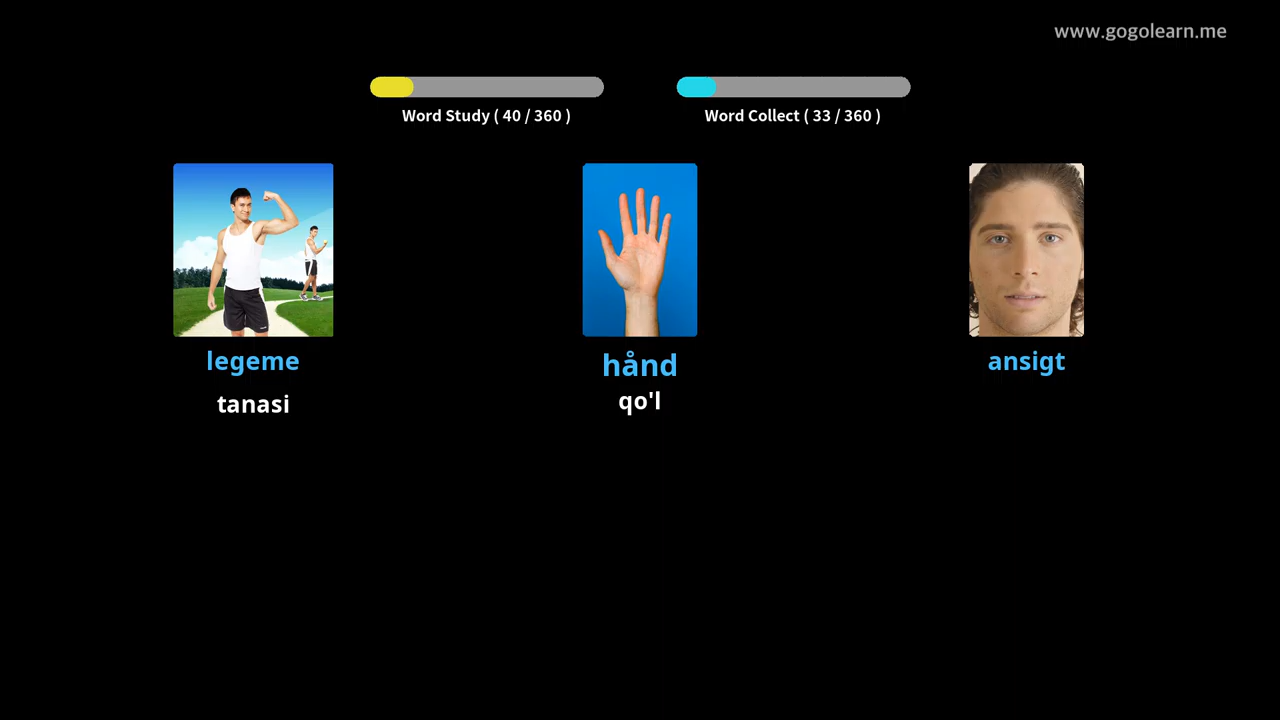 www.gogolearn.me
Word Study ( 40 / 360 )
Word Collect ( 33 / 360 )
legeme
hånd
ansigt
tanasi
qo'l